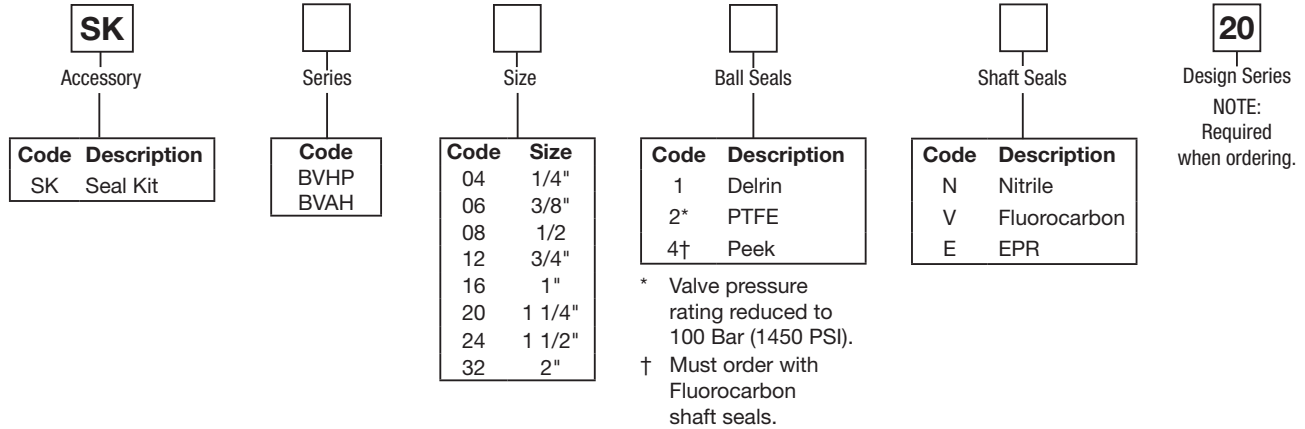 SK
20
Accessory
Series
Size
Ball Seals
Shaft Seals
Design Series
NOTE:
Required
when ordering.
Code Description
SK Seal Kit
Code
BVHP
BVAH
Code Size
04 1/4"
06 3/8"
08 1/2
12 3/4"
16 1"
20 1 1/4"
24 1 1/2"
32 2"
Code Description
1 Delrin
2* PTFE
4† Peek
* Valve pressure
rating reduced to
100 Bar (1450 PSI).
† Must order with
Fluorocarbon
shaft seals.
Code Description
N Nitrile
V Fluorocarbon
E EPR